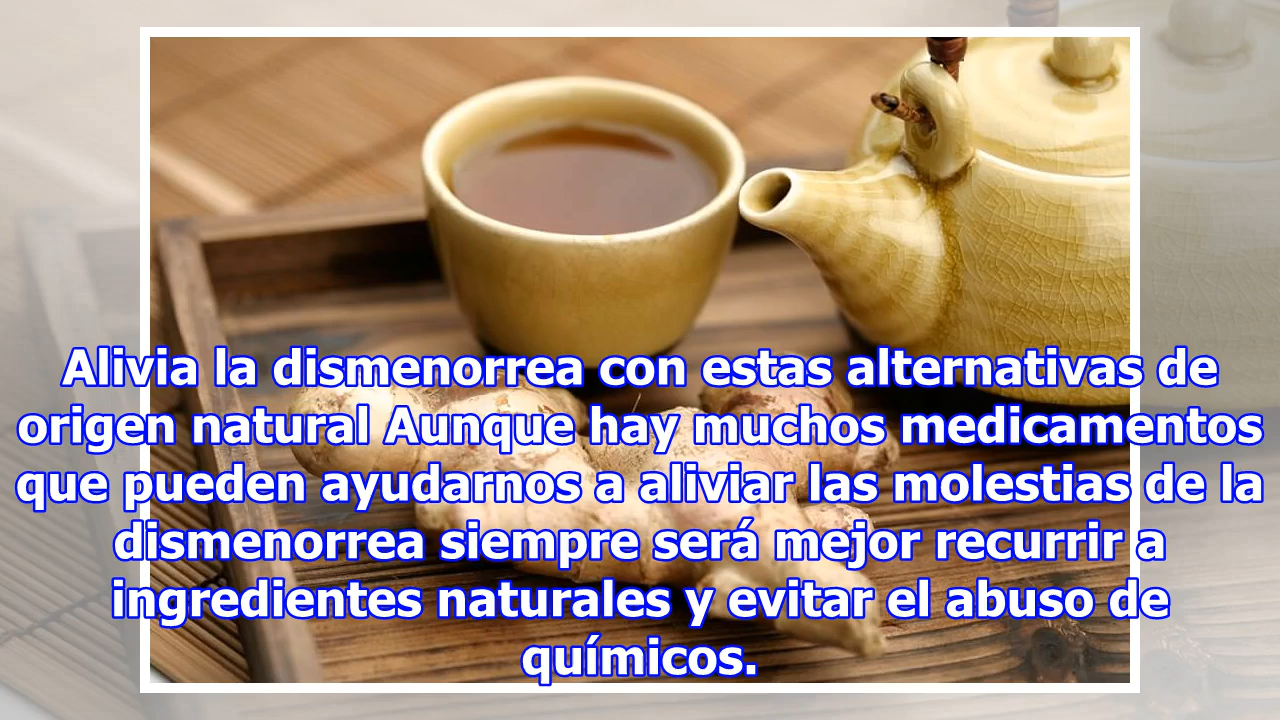 Alivia la dismenorrea con estas alternativas de
origen natural Aunque hay muchos medicamentos
que pueden ayudarnos a aliviar las molestias de la
dismenorrea siempre será mejor recurrir a
ingredientes naturales y evitar el abuso de
químicos.